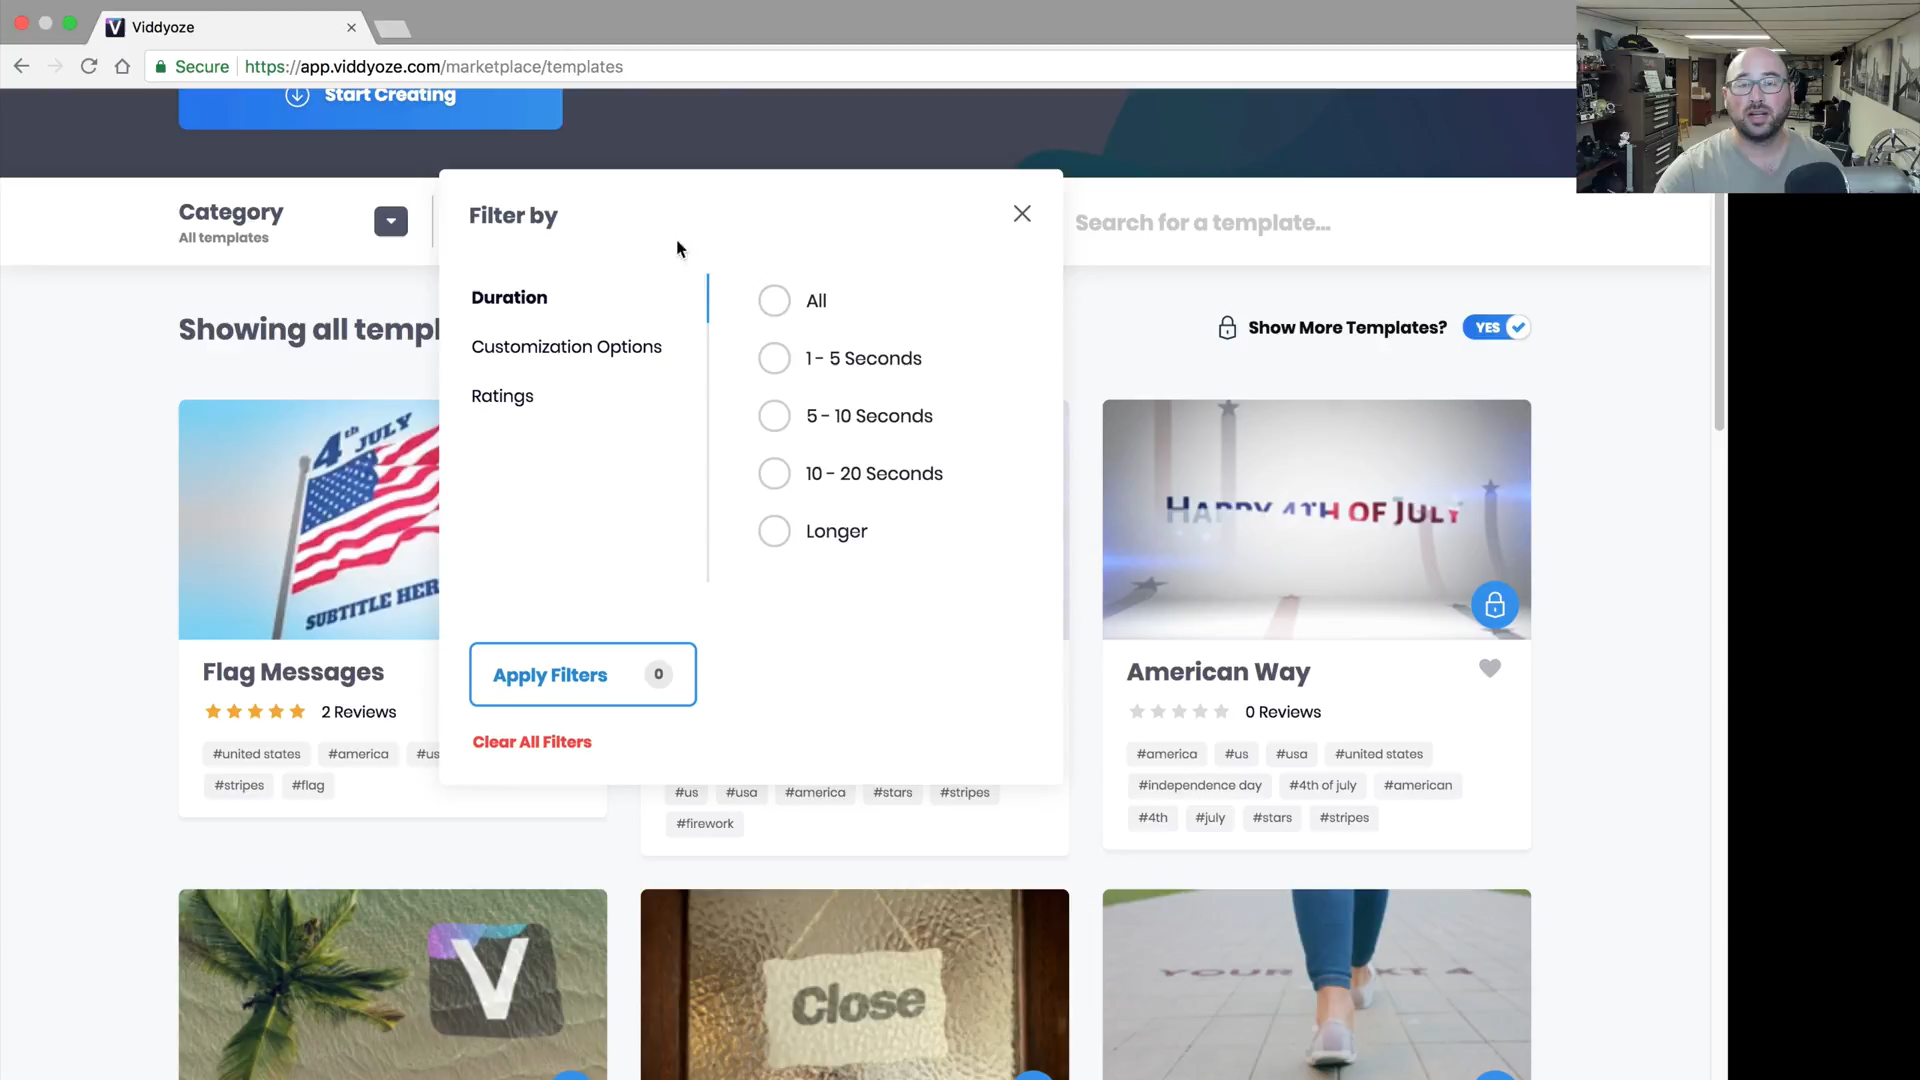 Viddyoze
Secure
https://app.viddyoze.com/marketplace/templates
Start Creating
Category
All templates
Filter by
Search for a template...
Duration
Customization Options
Ratings
All
1 - 5 Seconds
5 - 10 Seconds
10 - 20 Seconds
Longer
Apply Filters 0
Clear All Filters
Showing all templ
Show More Templates? YES
4th JULY
SUBTITLE HER
HAPPY 4TH OF JULY
Flag Messages
2 Reviews
#united states #america #us
#stripes #flag
#us #usa #america #stars #stripes
#firework
American Way
0 Reviews
#america #us #usa #united states
#independence day #4th of july #american
#4th #july #stars #stripes
V
Close
YOUR